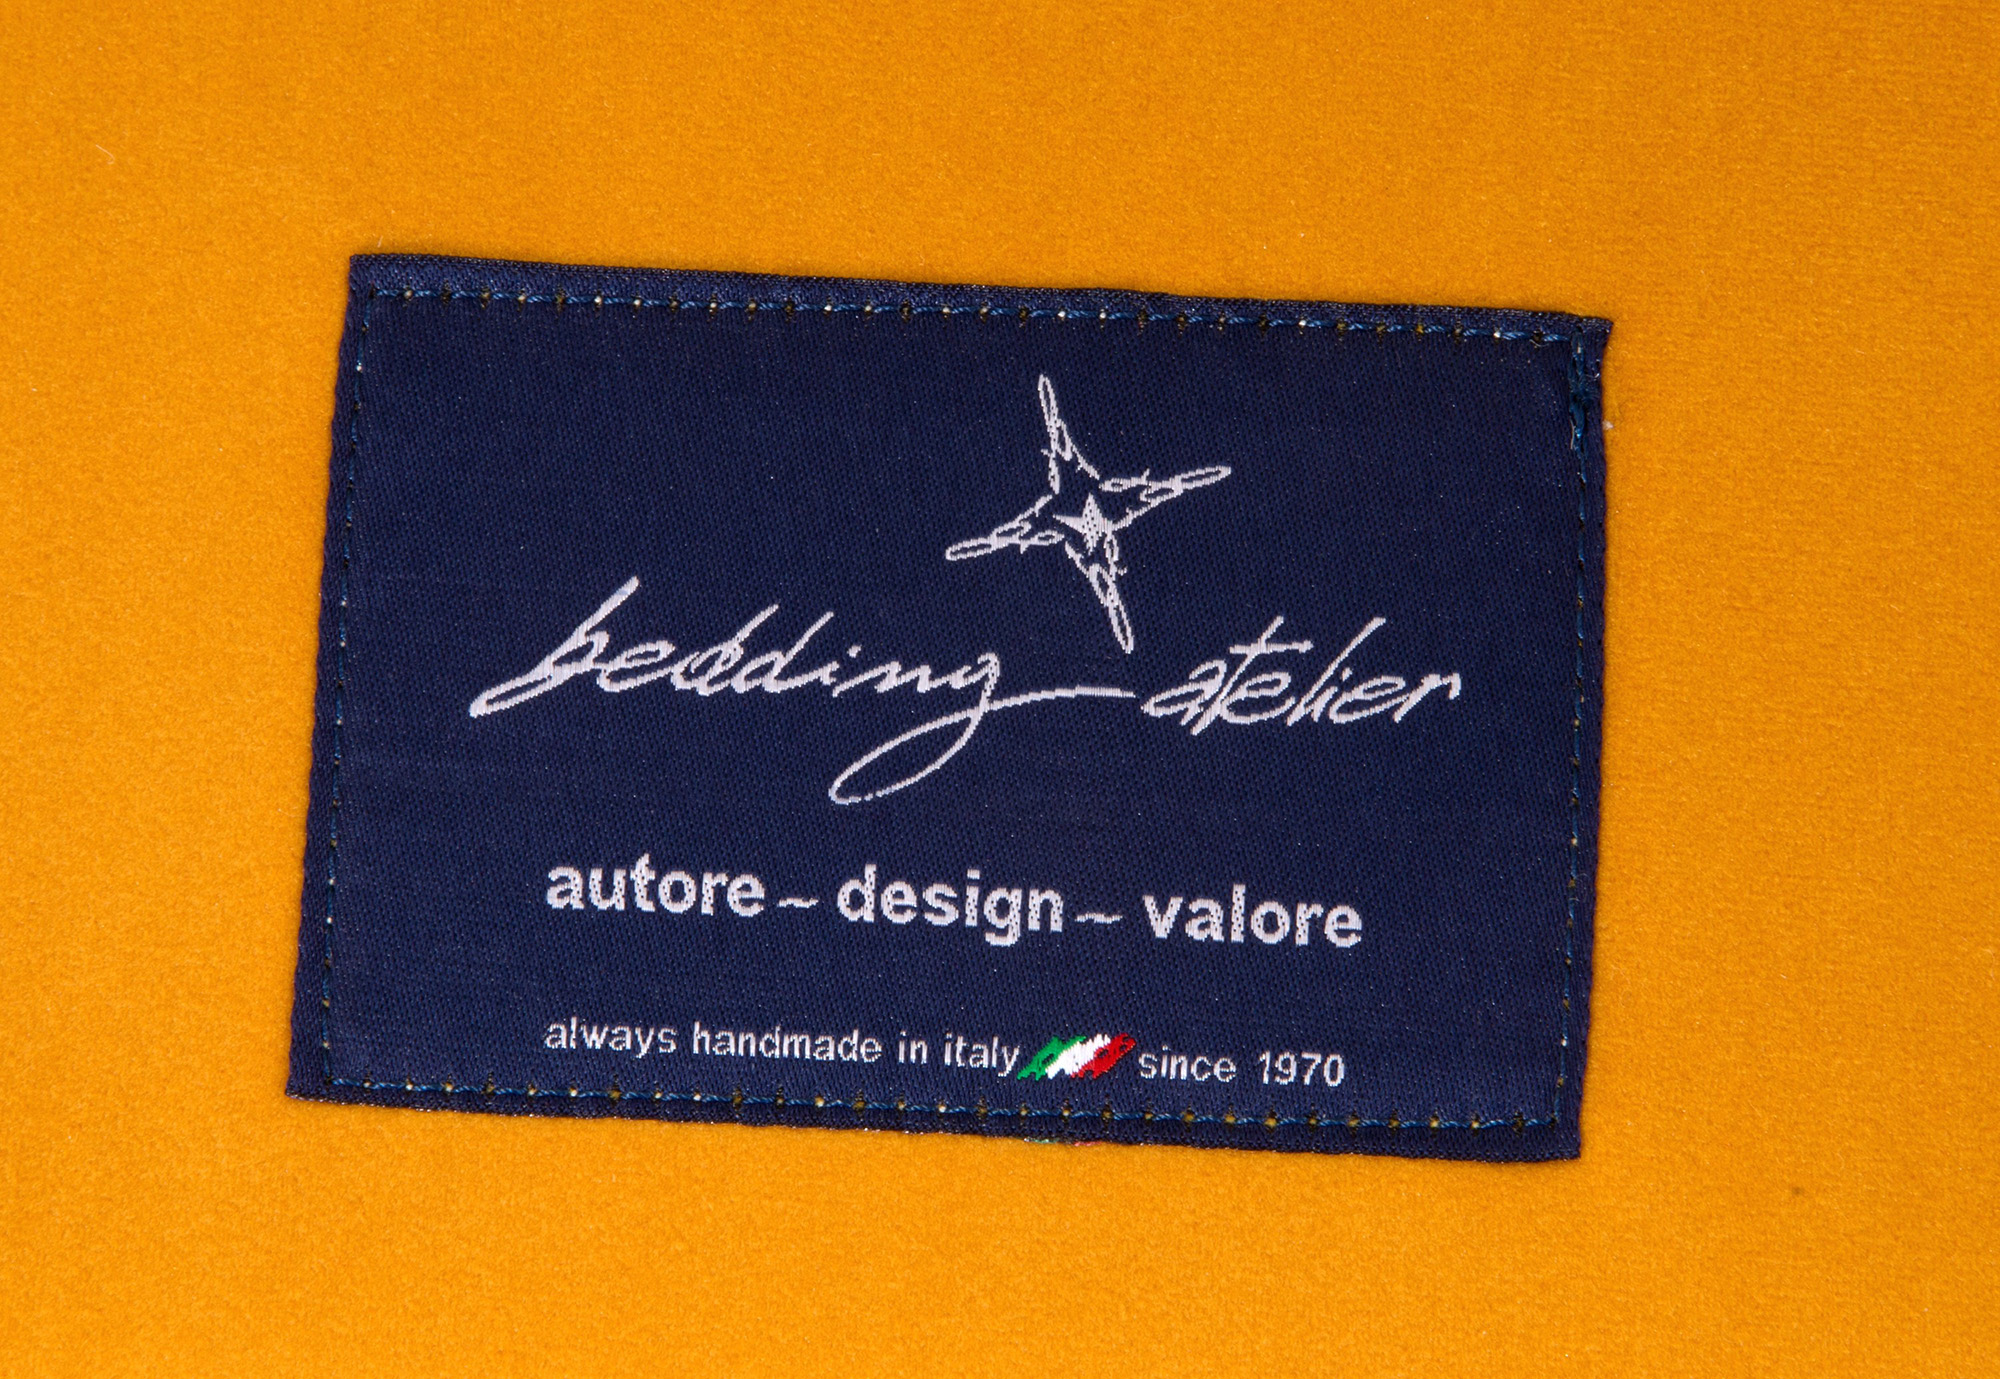 bedding atelier
autore ~ design ~ valore
always handmade in italy since 1970